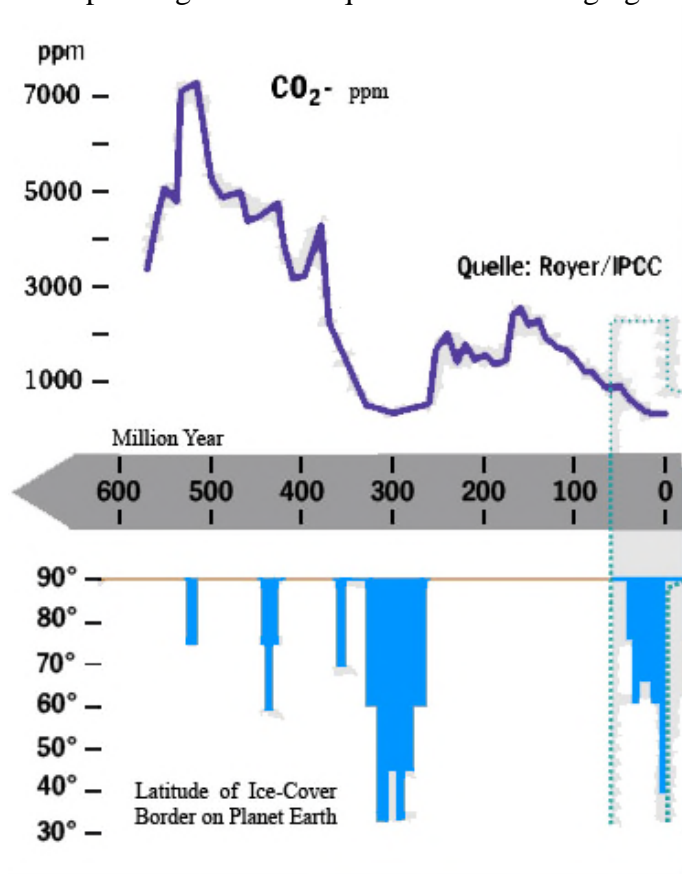 ppm
CO₂- ppm
7000
5000
Quelle: Royer/IPCC
3000
1000
Million Year
600 500 400 300 200 100 0
90°
80°
70°
60°
50°
40°
Latitude of Ice-Cover
Border on Planet Earth
30°